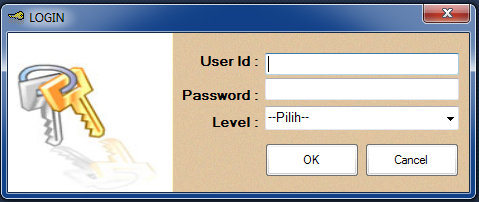 LOGIN
User Id :
Password :
Level :
--Pilih--
OK
Cancel